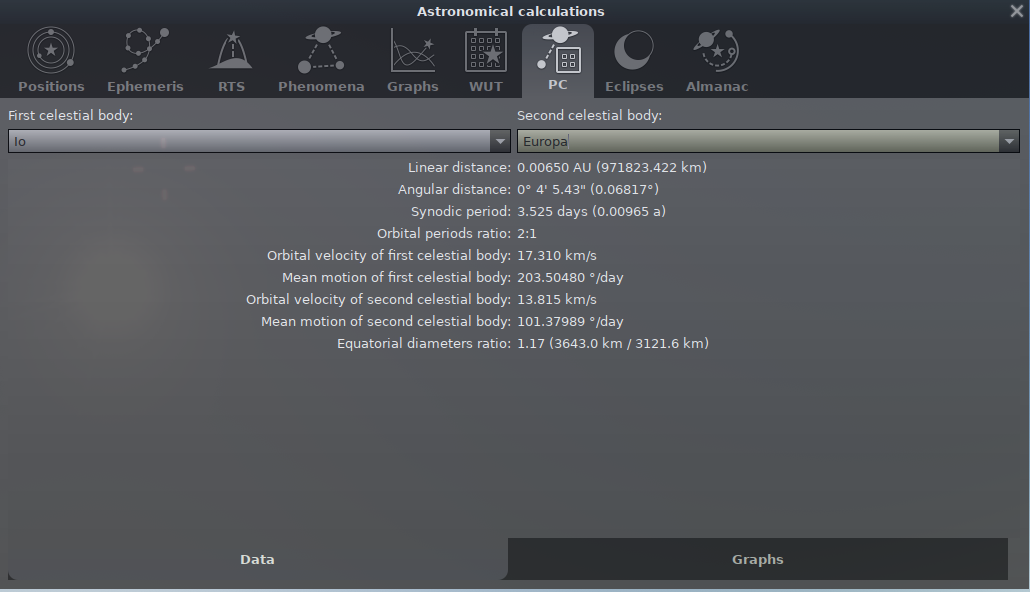 Astronomical calculations
Positions Ephemeris RTS Phenomena Graphs WUT PC Eclipses Almanac
First celestial body: Second celestial body:
Io Europa
Linear distance: 0.00650 AU (971823.422 km)
Angular distance: 0° 4' 5.43" (0.06817°)
Synodic period: 3.525 days (0.00965 a)
Orbital periods ratio: 2:1
Orbital velocity of first celestial body: 17.310 km/s
Mean motion of first celestial body: 203.50480 °/day
Orbital velocity of second celestial body: 13.815 km/s
Mean motion of second celestial body: 101.37989 °/day
Equatorial diameters ratio: 1.17 (3643.0 km / 3121.6 km)
Data Graphs